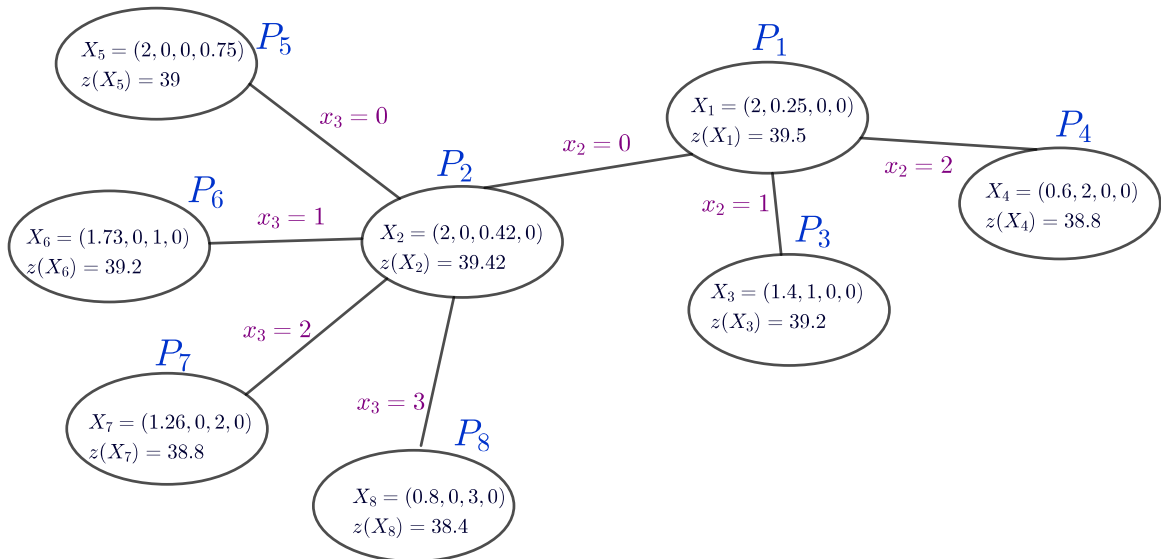 P₅
X₅ = (2, 0, 0, 0.75)
z(X₅) = 39
P₁
X₁ = (2, 0.25, 0, 0)
z(X₁) = 39.5
x₃ = 0
x₂ = 0
P₄
x₂ = 2
X₄ = (0.6, 2, 0, 0)
z(X₄) = 38.8
P₂
X₂ = (2, 0, 0.42, 0)
z(X₂) = 39.42
P₆
x₃ = 1
X₆ = (1.73, 0, 1, 0)
z(X₆) = 39.2
x₂ = 1
P₃
X₃ = (1.4, 1, 0, 0)
z(X₃) = 39.2
x₃ = 2
P₇
X₇ = (1.26, 0, 2, 0)
z(X₇) = 38.8
x₃ = 3
P₈
X₈ = (0.8, 0, 3, 0)
z(X₈) = 38.4